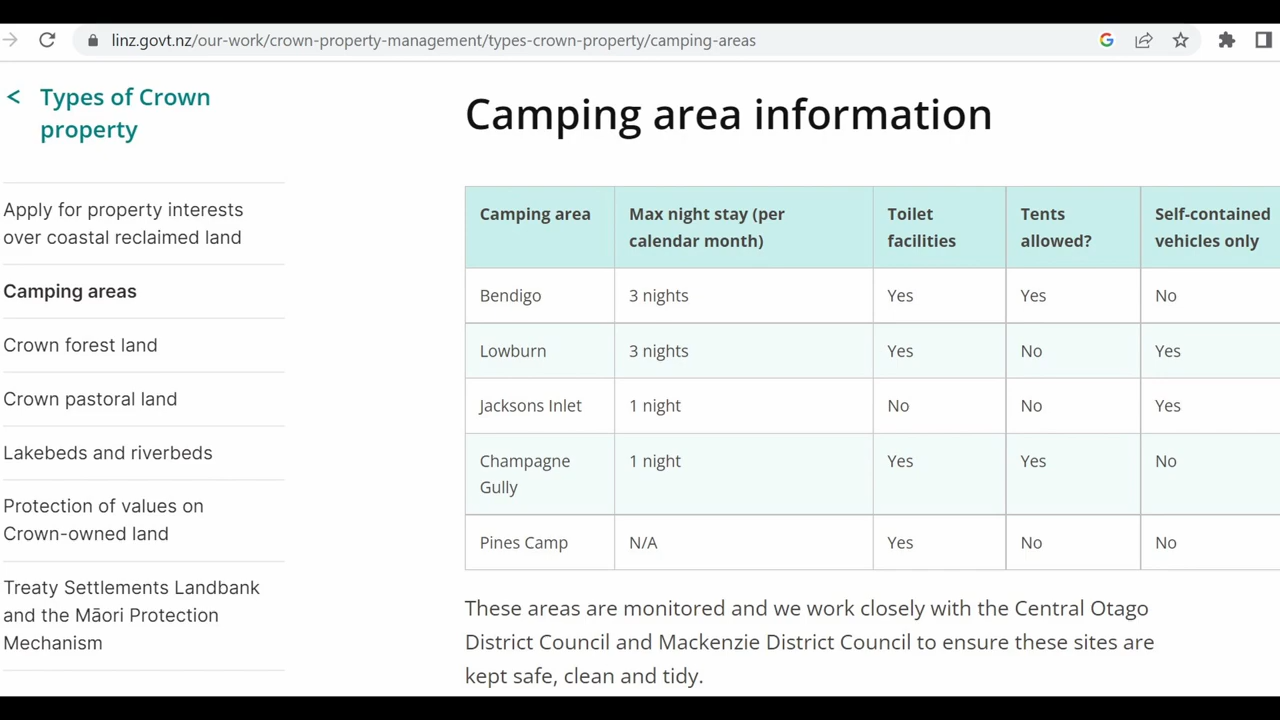 linz.govt.nz/our-work/crown-property-management/types-crown-property/camping-areas
< Types of Crown
property
Apply for property interests
over coastal reclaimed land
Camping areas
Crown forest land
Crown pastoral land
Lakebeds and riverbeds
Protection of values on
Crown-owned land
Treaty Settlements Landbank
and the Māori Protection
Mechanism
Camping area information
Camping area Max night stay (per calendar month) Toilet facilities Tents allowed? Self-contained vehicles only
Bendigo 3 nights Yes Yes No
Lowburn 3 nights Yes No Yes
Jacksons Inlet 1 night No No Yes
Champagne Gully 1 night Yes Yes No
Pines Camp N/A Yes No No
These areas are monitored and we work closely with the Central Otago
District Council and Mackenzie District Council to ensure these sites are
kept safe, clean and tidy.